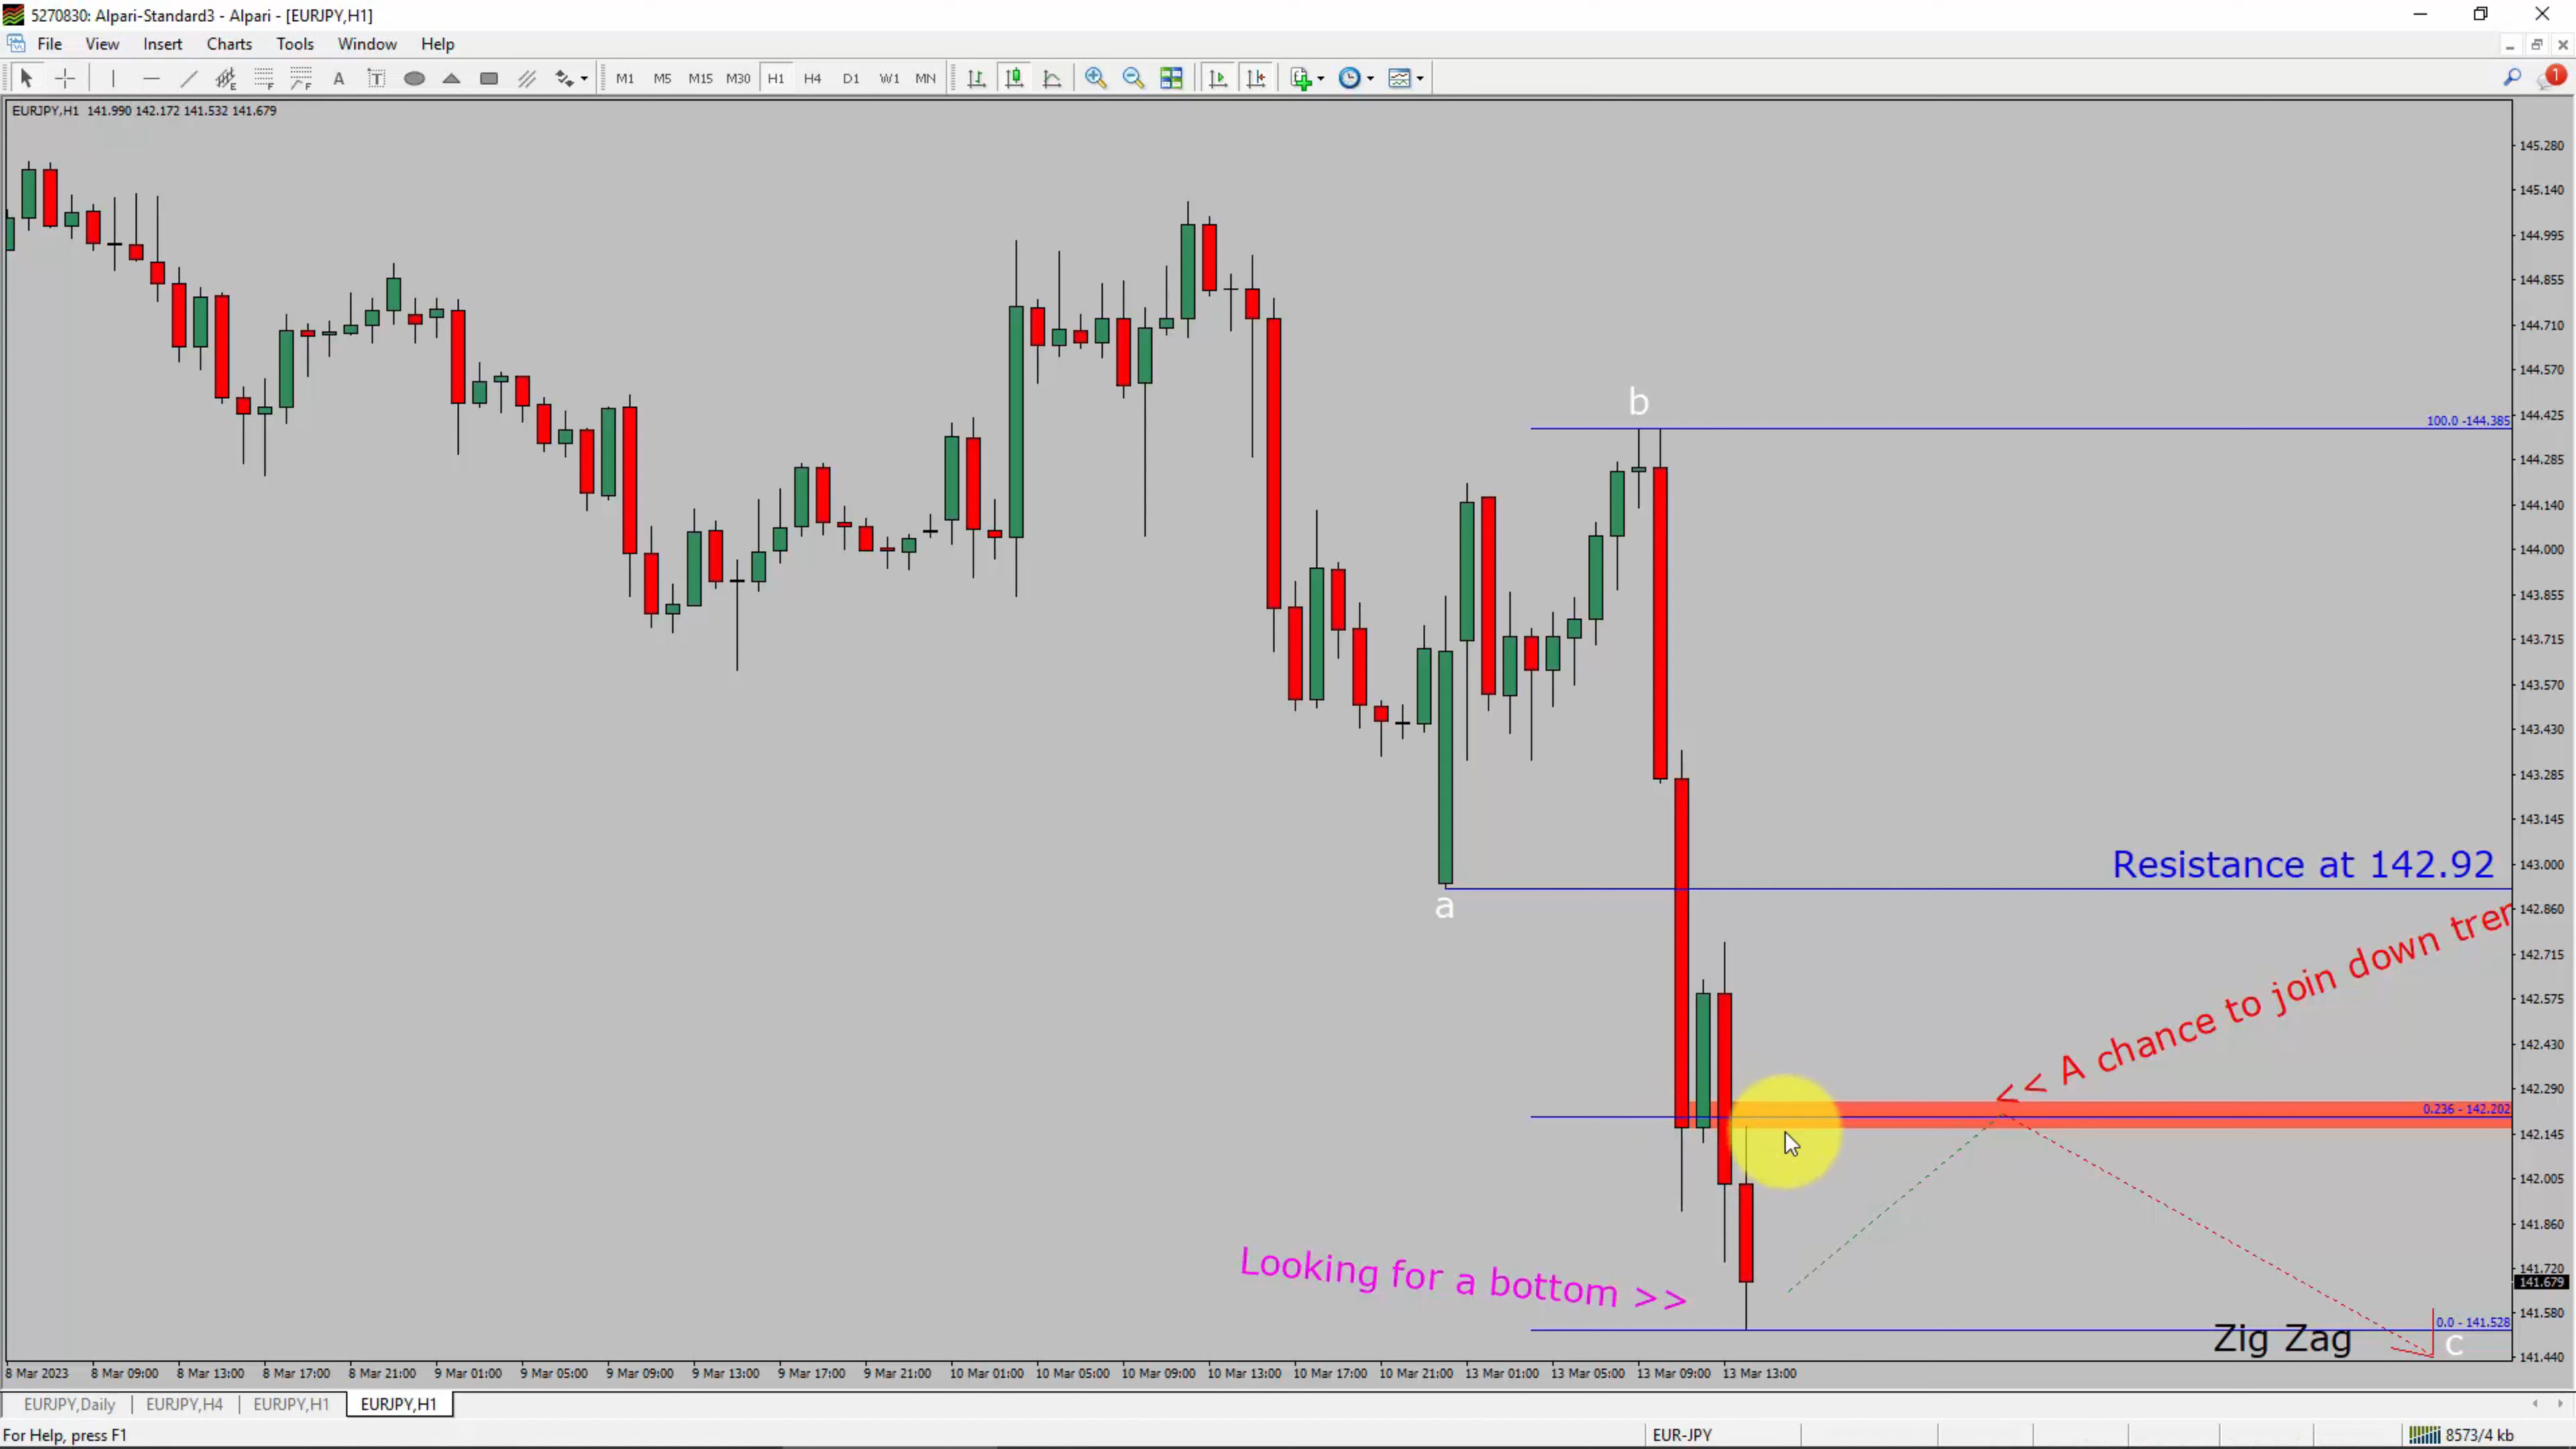 5270830: Alpari-Standard3 - Alpari - [EURJPY,H1]
File View Insert Charts Tools Window Help
A T M1 M5 M15 M30 H1 H4 D1 W1 MN 1
EURJPY,H1 141.990 142.172 141.532 141.679
145.280
145.140
144.995
144.855
144.710
144.570
b
144.425
100.0 -144.385
144.285
144.140
144.000
143.855
143.715
143.570
143.430
143.285
143.145
Resistance at 142.92
143.000
a
142.860
<< A chance to join down tren
142.715
142.575
142.430
142.290
0.236 - 142.202
142.145
142.005
141.860
Looking for a bottom >>
141.720
141.679
141.580
0.0 - 141.528
Zig Zag
c
141.440
8 Mar 2023 8 Mar 09:00 8 Mar 13:00 8 Mar 17:00 8 Mar 21:00 9 Mar 01:00 9 Mar 05:00 9 Mar 09:00 9 Mar 13:00 9 Mar 17:00 9 Mar 21:00 10 Mar 01:00 10 Mar 05:00 10 Mar 09:00 10 Mar 13:00 10 Mar 17:00 10 Mar 21:00 13 Mar 01:00 13 Mar 05:00 13 Mar 09:00 13 Mar 13:00
EURJPY,Daily EURJPY,H4 EURJPY,H1 EURJPY,H1
For Help, press F1 EUR-JPY 8573/4 kb